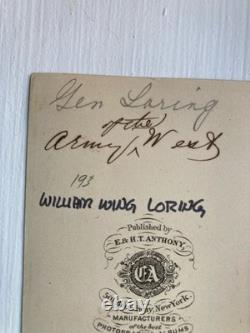 Gen Loring
of the
Army ^ West
193
WILLIAM WING LORING,
Published by
E. & H.T. ANTHONY,
EA
New York.
MANUFACTURERS
of the best
PHOTOGRAPHIC ALBUMS